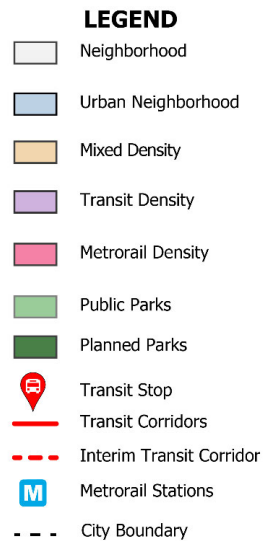 LEGEND
Neighborhood
Urban Neighborhood
Mixed Density
Transit Density
Metrorail Density
Public Parks
Planned Parks
Transit Stop
Transit Corridors
Interim Transit Corridor
M Metrorail Stations
City Boundary